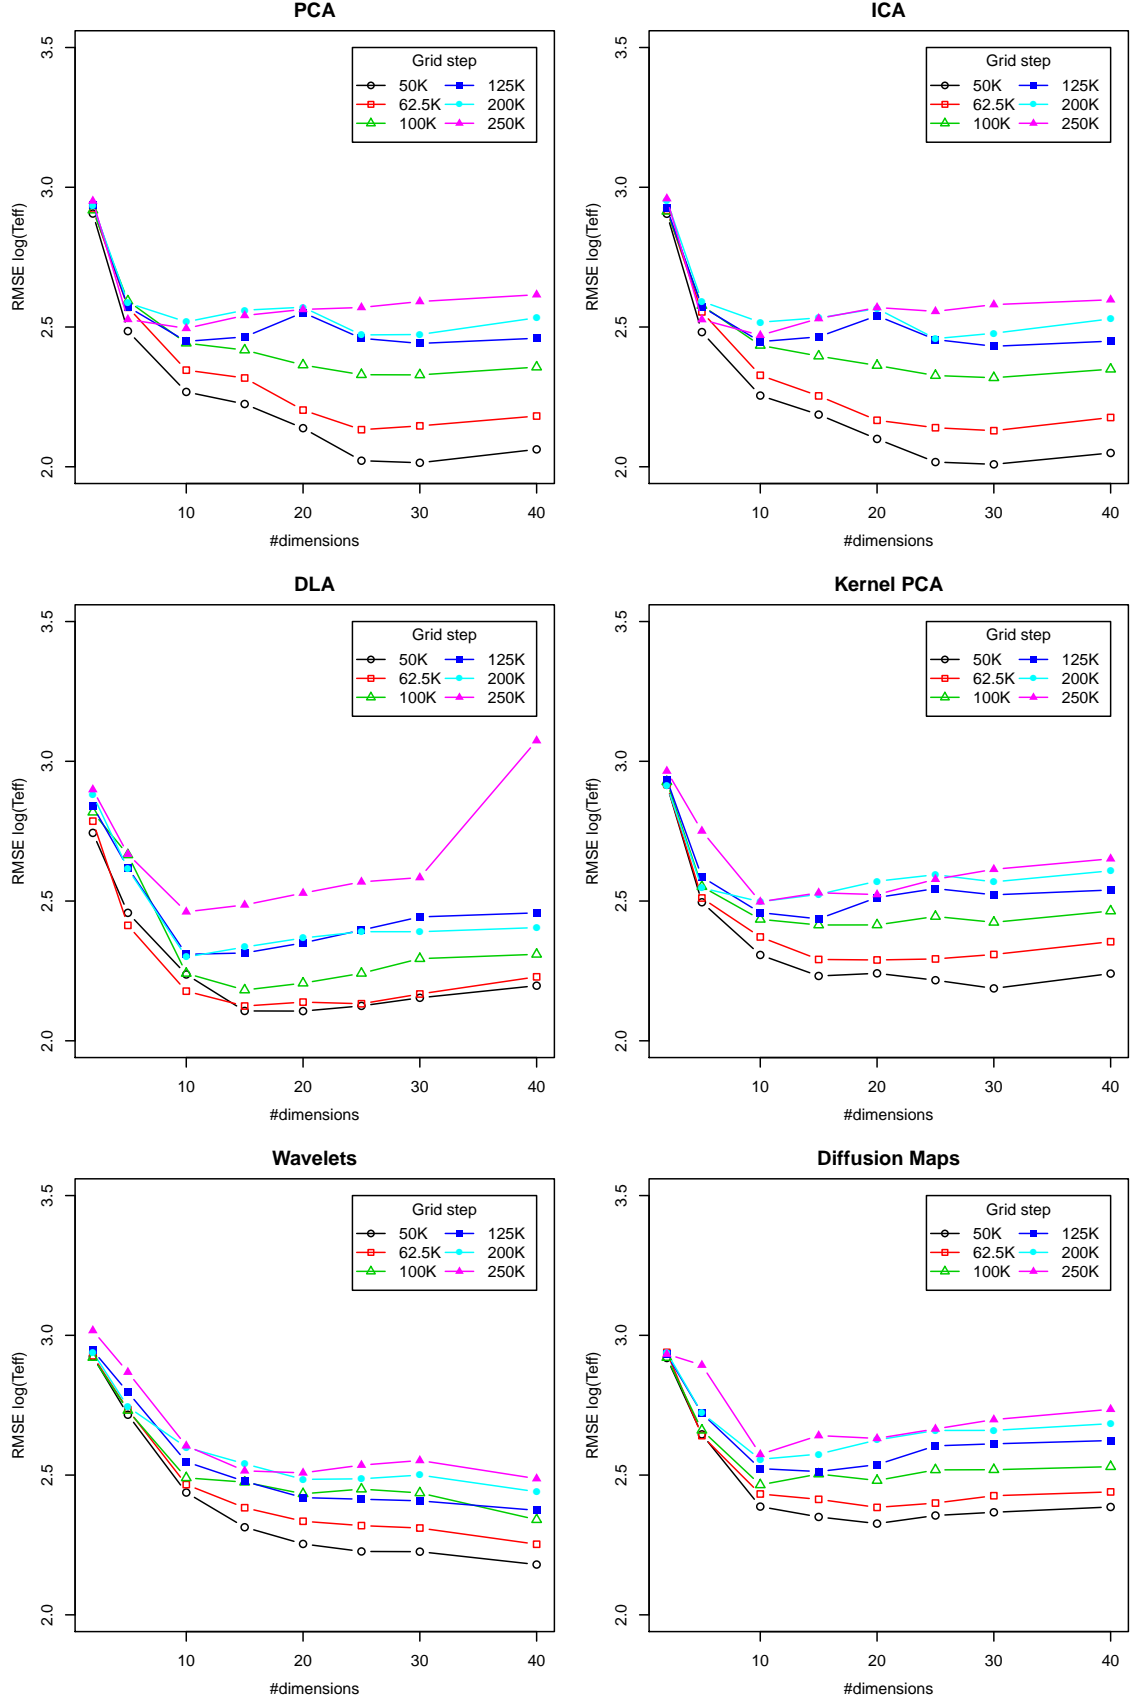 PCA
RMSE log(Teff)
3.5
3.0
2.5
2.0
Grid step
50K 125K
62.5K 200K
100K 250K
10 20 30 40
#dimensions
ICA
RMSE log(Teff)
3.5
3.0
2.5
2.0
Grid step
50K 125K
62.5K 200K
100K 250K
10 20 30 40
#dimensions
DLA
RMSE log(Teff)
3.5
3.0
2.5
2.0
Grid step
50K 125K
62.5K 200K
100K 250K
10 20 30 40
#dimensions
Kernel PCA
RMSE log(Teff)
3.5
3.0
2.5
2.0
Grid step
50K 125K
62.5K 200K
100K 250K
10 20 30 40
#dimensions
Wavelets
RMSE log(Teff)
3.5
3.0
2.5
2.0
Grid step
50K 125K
62.5K 200K
100K 250K
10 20 30 40
#dimensions
Diffusion Maps
RMSE log(Teff)
3.5
3.0
2.5
2.0
Grid step
50K 125K
62.5K 200K
100K 250K
10 20 30 40
#dimensions